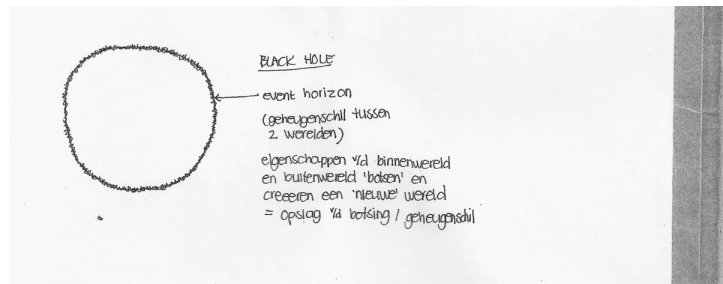 BLACK HOLE
event horizon
(geheugenschil tussen
2 werelden)
eigenschappen v/d binnenwereld
en buitenwereld 'botsen' en
creëeren een 'nieuwe' wereld
= opslag v/d botsing / geheugenschil